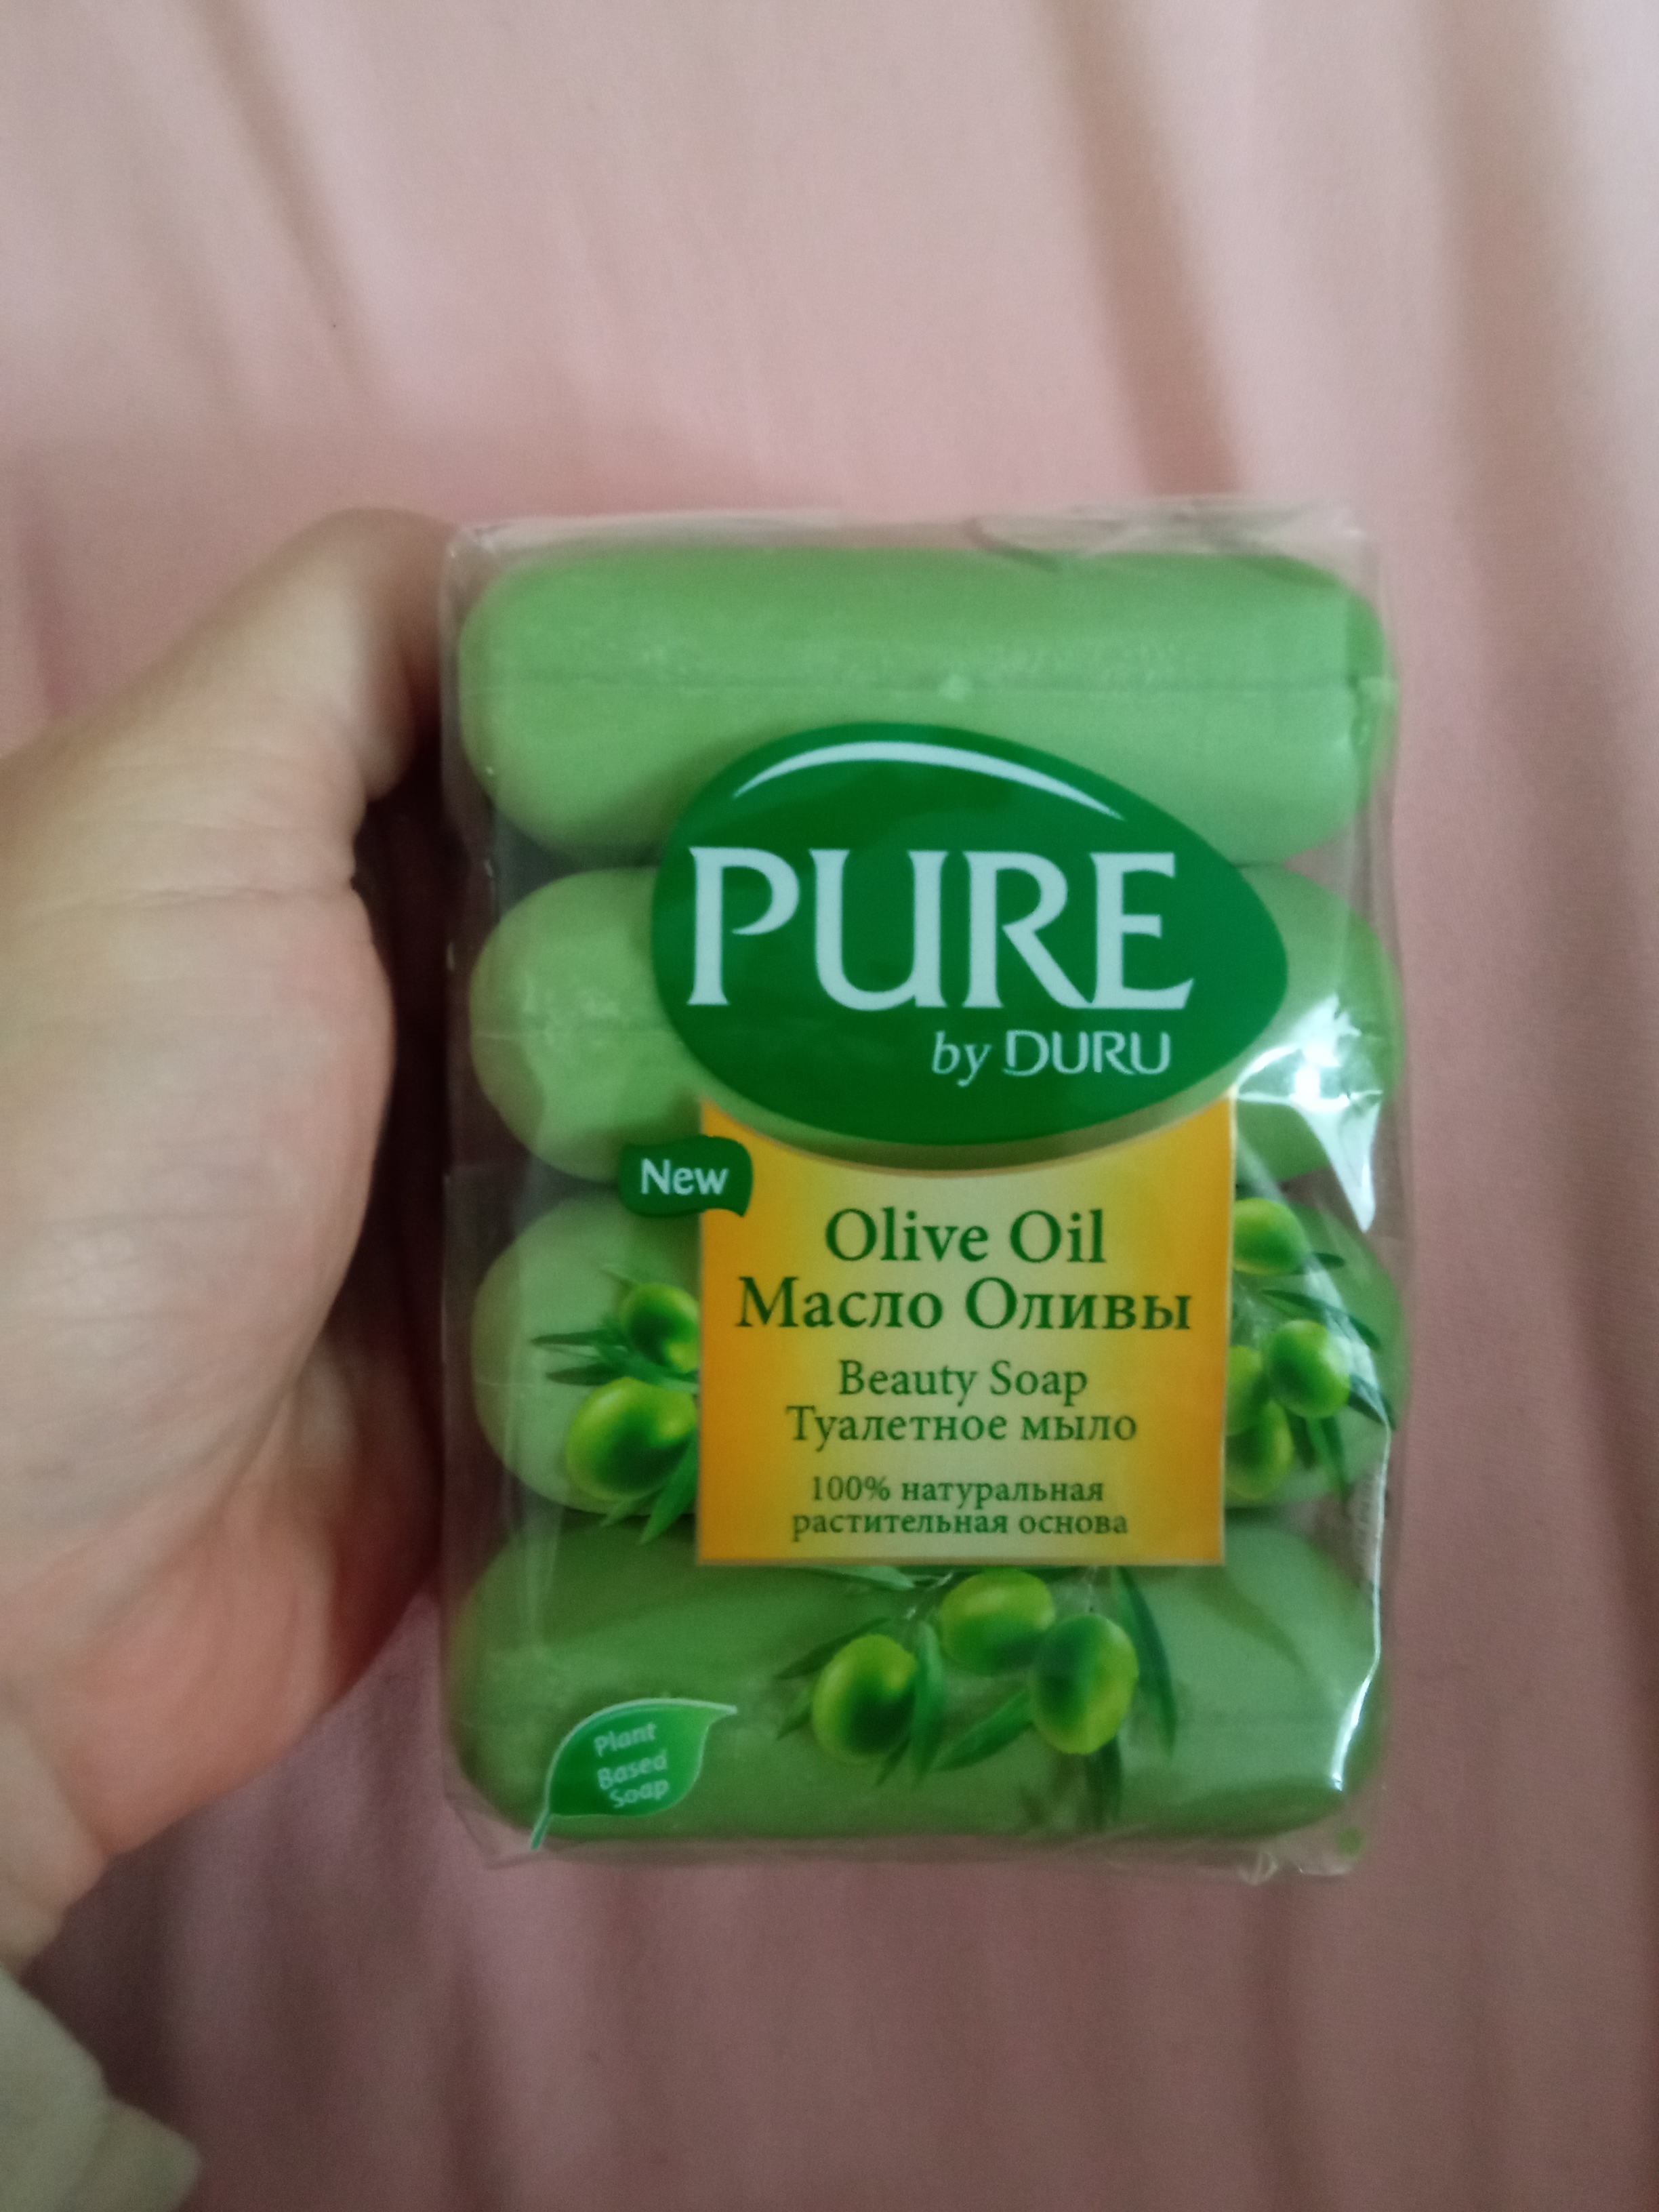 PURE
by DURU
New
Olive Oil
Масло Оливы
Beauty Soap
Туалетное мыло
100% натуральная
растительная основа
Plant
Based
Soap